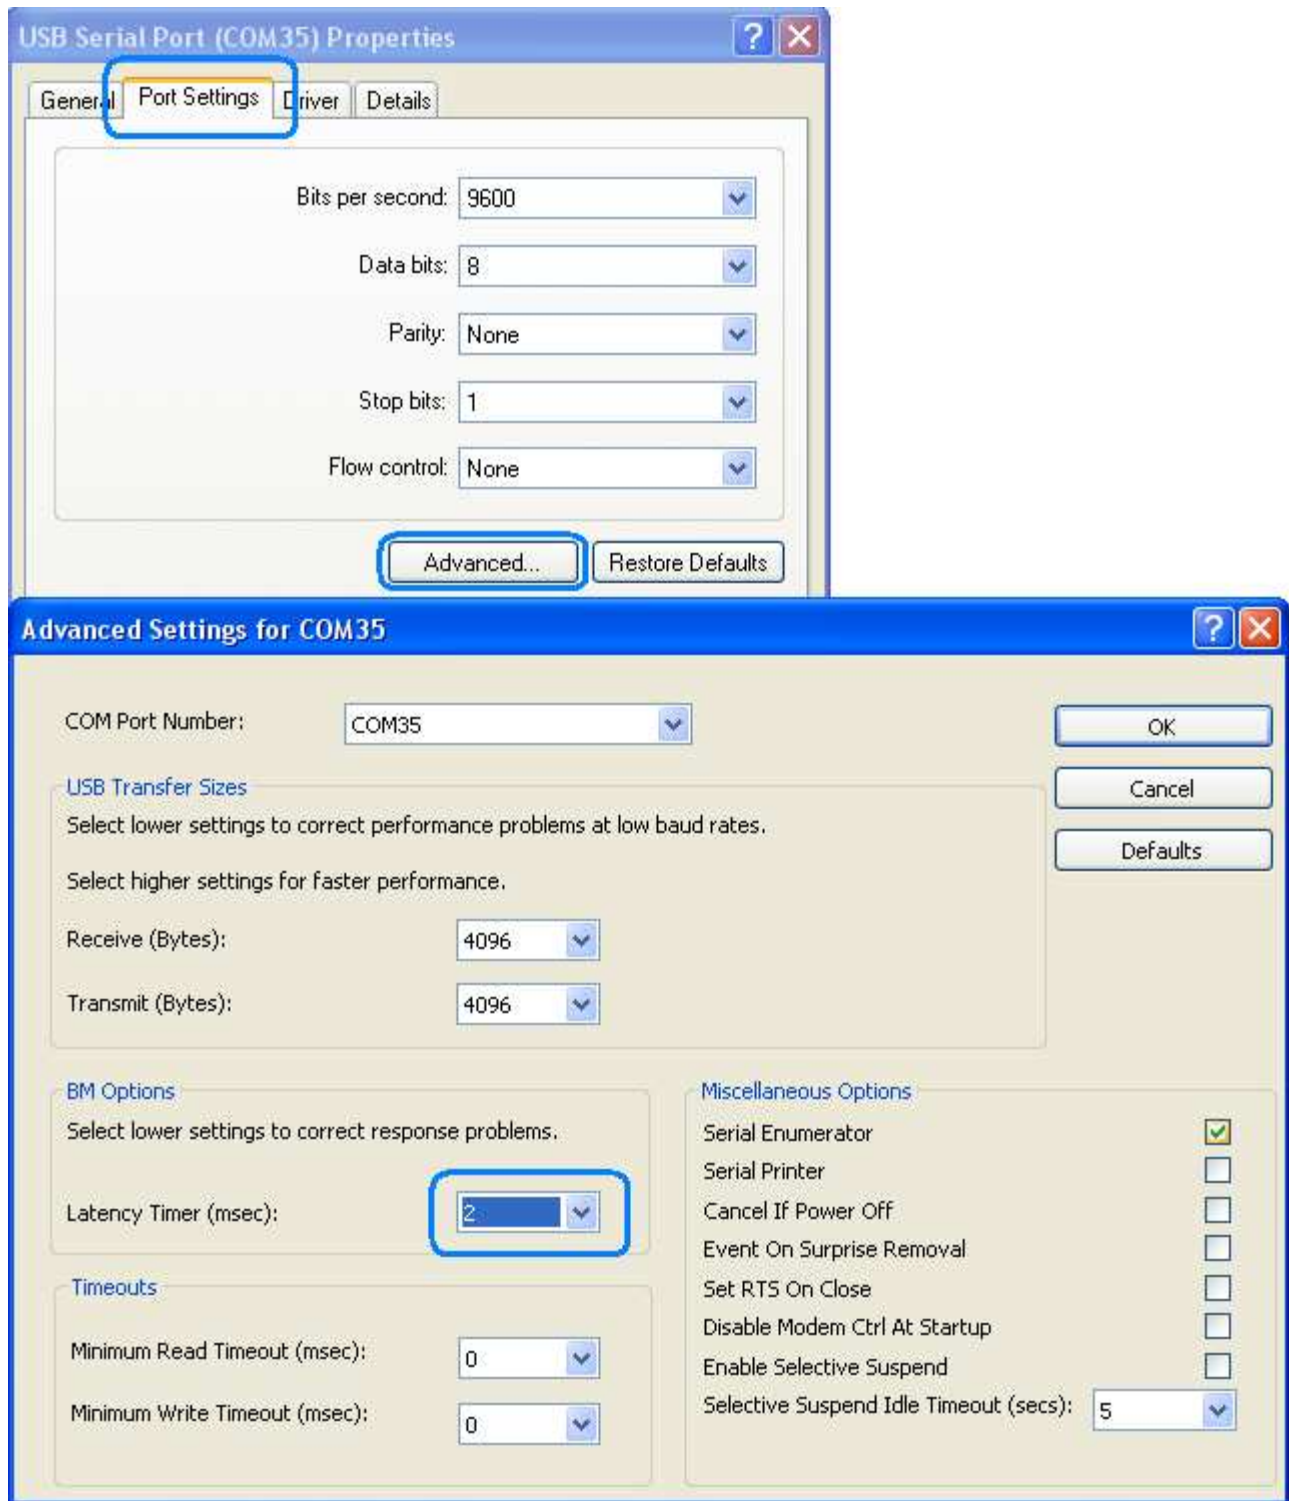 USB Serial Port (COM35) Properties
General Port Settings Driver Details
Bits per second: 9600
Data bits: 8
Parity: None
Stop bits: 1
Flow control: None
Advanced... Restore Defaults
Advanced Settings for COM35
COM Port Number: COM35 OK
USB Transfer Sizes Cancel
Select lower settings to correct performance problems at low baud rates.
Defaults
Select higher settings for faster performance.
Receive (Bytes): 4096
Transmit (Bytes): 4096
BM Options
Select lower settings to correct response problems.
Latency Timer (msec): 2
Timeouts
Minimum Read Timeout (msec): 0
Minimum Write Timeout (msec): 0
Miscellaneous Options
Serial Enumerator
Serial Printer
Cancel If Power Off
Event On Surprise Removal
Set RTS On Close
Disable Modem Ctrl At Startup
Enable Selective Suspend
Selective Suspend Idle Timeout (secs): 5